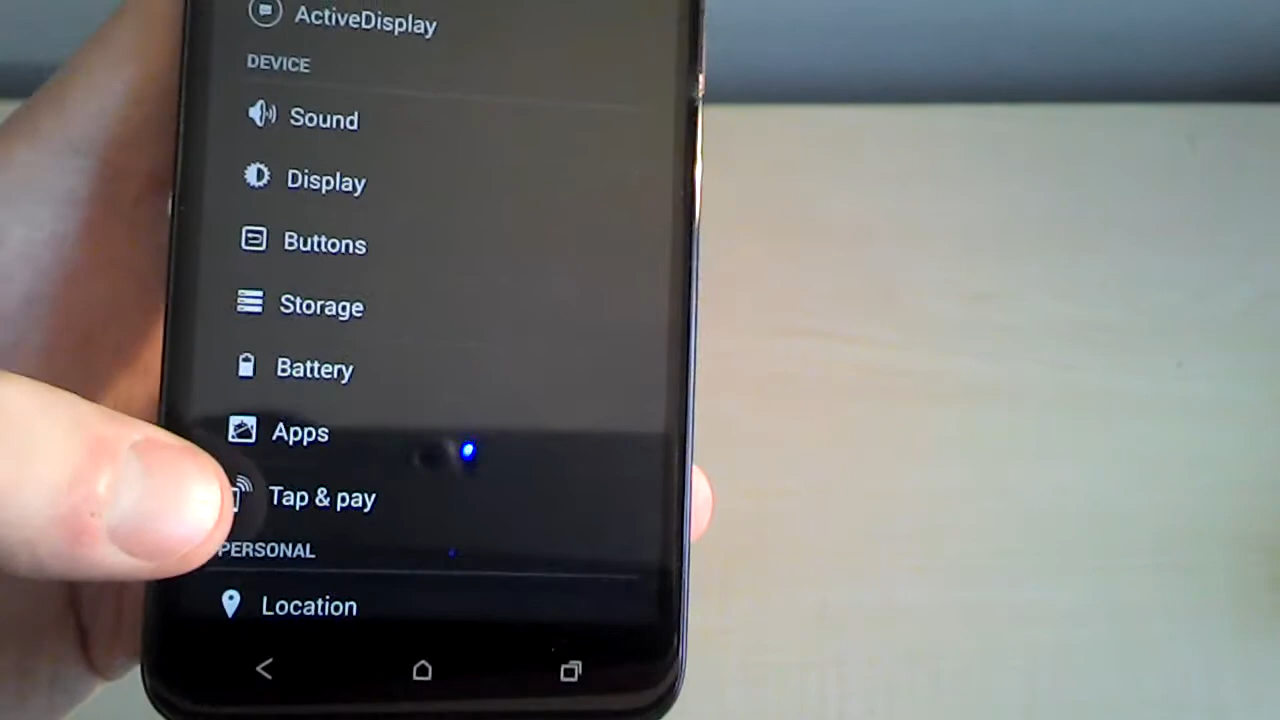 ActiveDisplay
DEVICE
Sound
Display
Buttons
Storage
Battery
Apps
Tap & pay
PERSONAL
Location